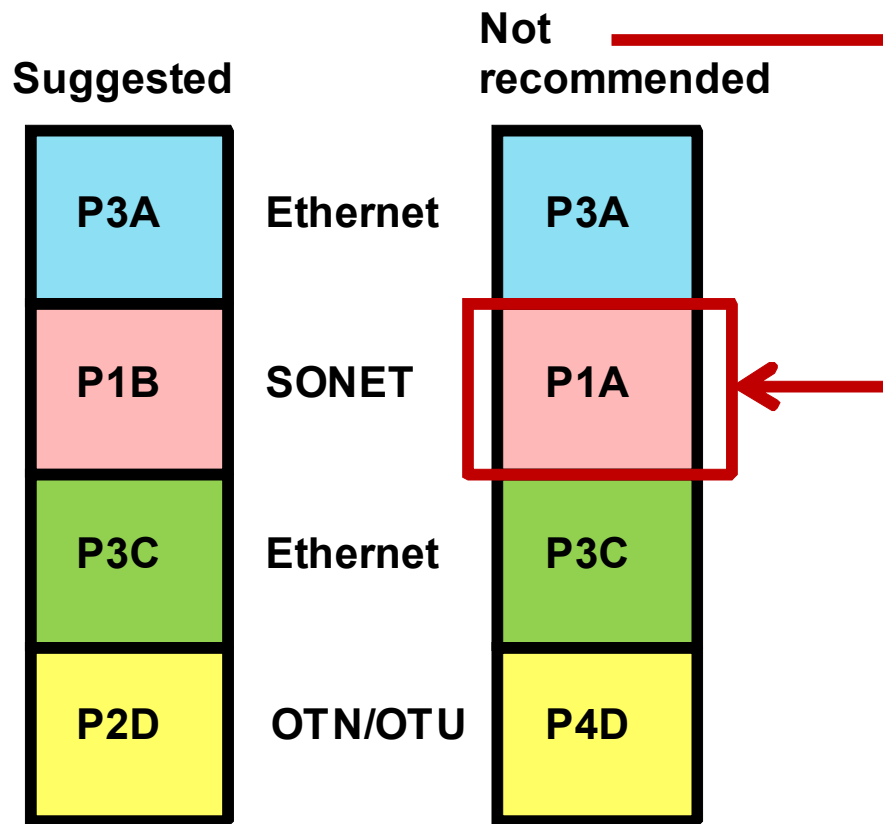 Not
recommended
Suggested
P3A Ethernet P3A
P1B SONET P1A
P3C Ethernet P3C
P2D OTN/OTU P4D